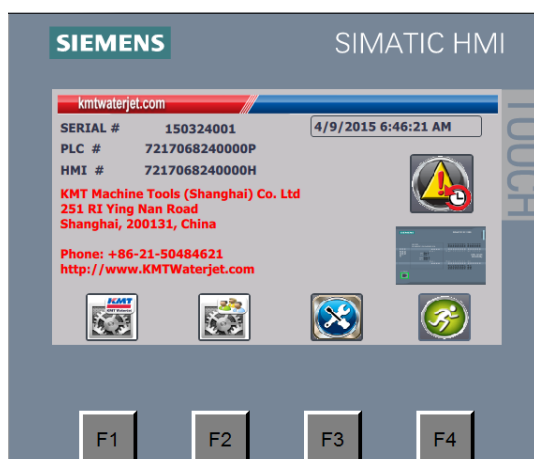 SIEMENS
SIMATIC HMI
TOUCH
kmtwaterjet.com
SERIAL # 150324001
4/9/2015 6:46:21 AM
PLC # 7217068240000P
HMI # 7217068240000H
KMT Machine Tools (Shanghai) Co. Ltd
251 RI Ying Nan Road
Shanghai, 200131, China
Phone: +86-21-50484621
http://www.KMTWaterjet.com
KMT
F1
F2
F3
F4